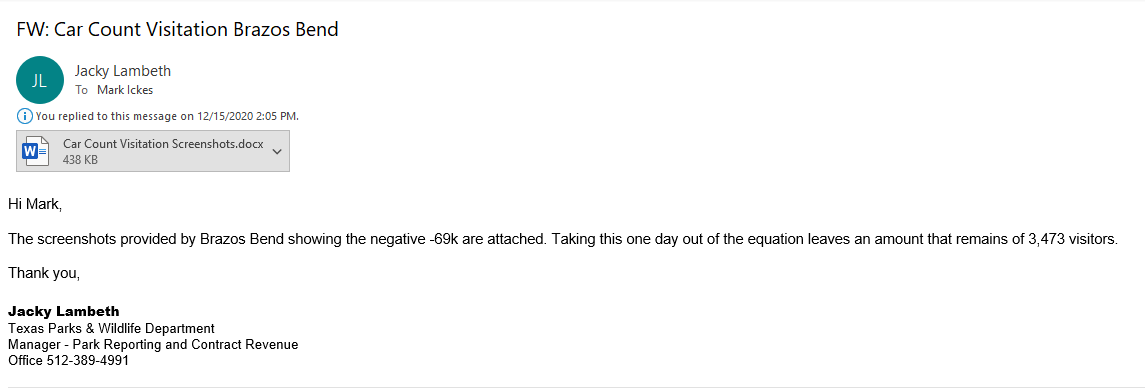 FW: Car Count Visitation Brazos Bend
JL
Jacky Lambeth
To Mark Ickes
You replied to this message on 12/15/2020 2:05 PM.
Car Count Visitation Screenshots.docx
438 KB
Hi Mark,
The screenshots provided by Brazos Bend showing the negative -69k are attached. Taking this one day out of the equation leaves an amount that remains of 3,473 visitors.
Thank you,
Jacky Lambeth
Texas Parks & Wildlife Department
Manager - Park Reporting and Contract Revenue
Office 512-389-4991